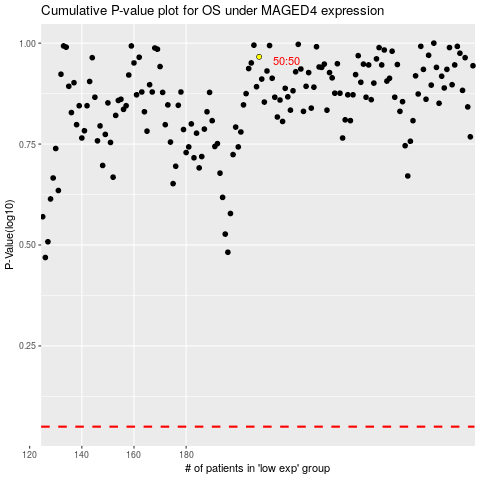 Cumulative P-value plot for OS under MAGED4 expression
P-Value(log10)
1.00
0.75
0.50
0.25
50:50
120 140 160 180
# of patients in 'low exp' group